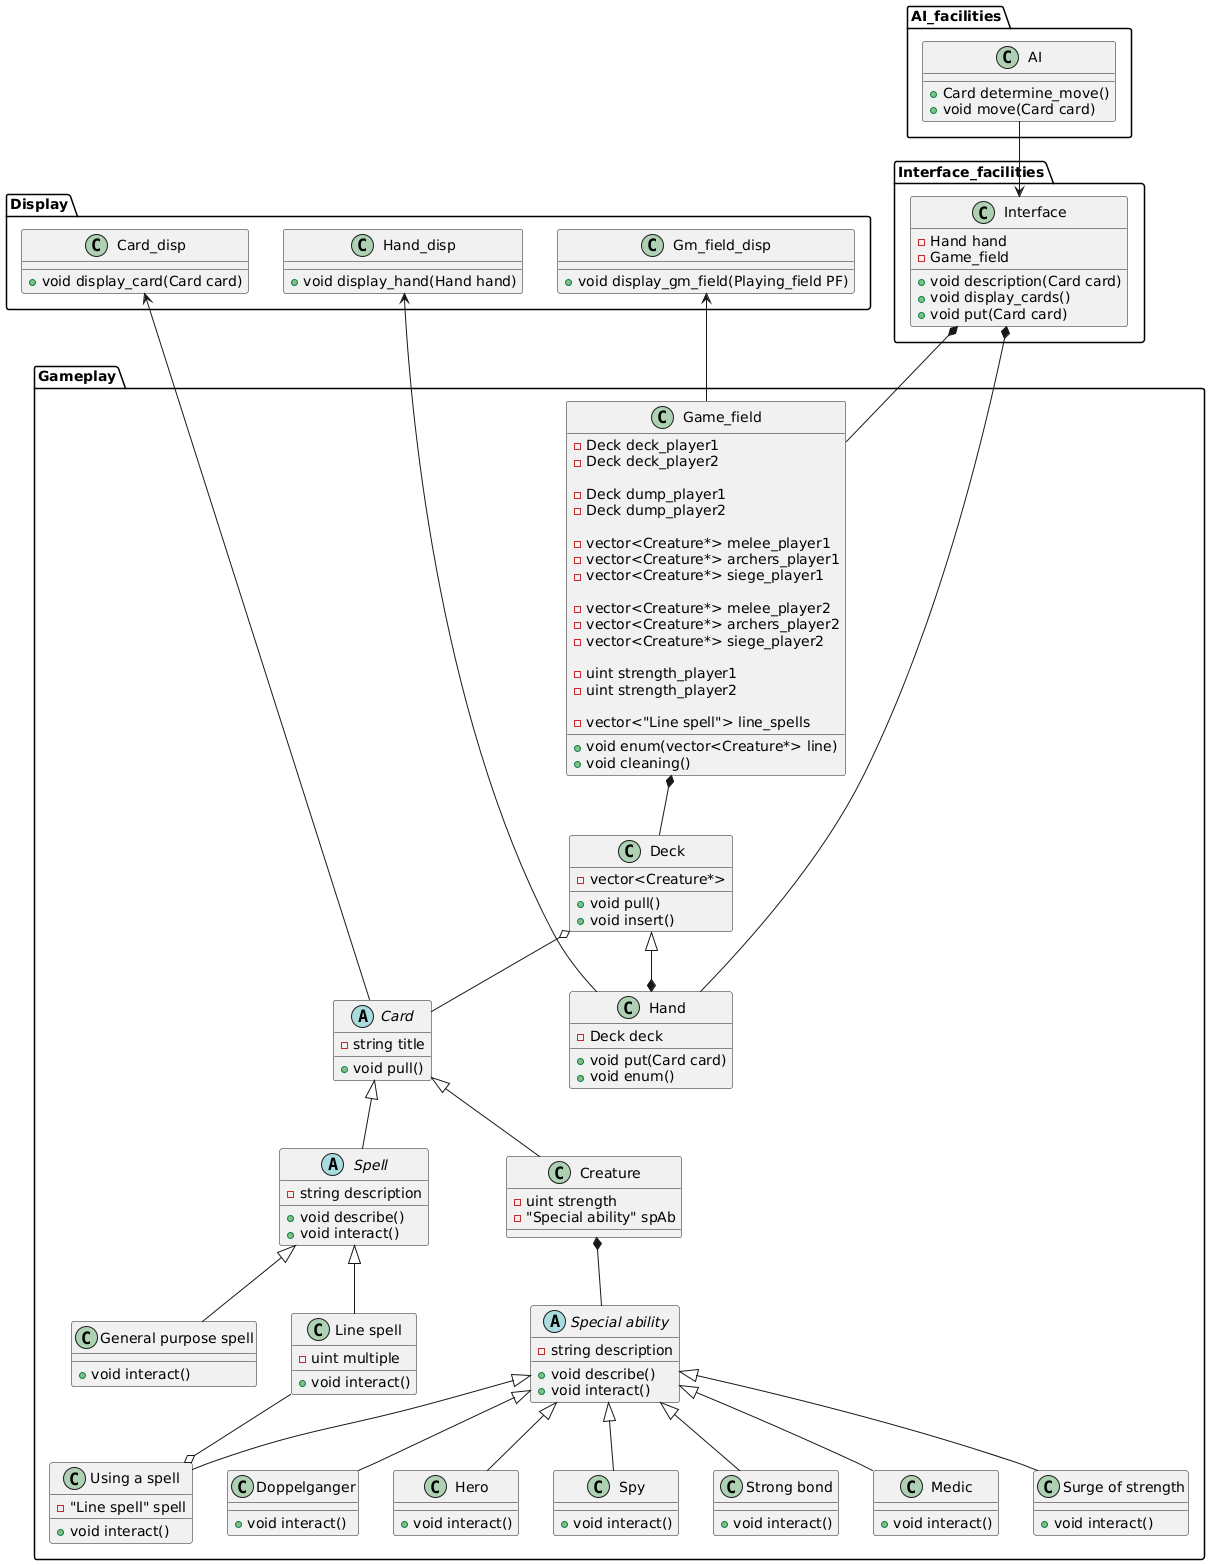 AI_facilities
C AI
Card determine_move()
void move(Card card)
Interface_facilities
C Interface
Hand hand
Game_field
void description(Card card)
void display_cards()
void put(Card card)
Display
C Card_disp
void display_card(Card card)
C Hand_disp
void display_hand(Hand hand)
C Gm_field_disp
void display_gm_field(Playing_field PF)
Gameplay
C Game_field
Deck deck_player1
Deck deck_player2
Deck dump_player1
Deck dump_player2
vector<Creature*> melee_player1
vector<Creature*> archers_player1
vector<Creature*> siege_player1
vector<Creature*> melee_player2
vector<Creature*> archers_player2
vector<Creature*> siege_player2
uint strength_player1
uint strength_player2
vector<"Line spell"> line_spells
void enum(vector<Creature*> line)
void cleaning()
C Deck
vector<Creature*>
void pull()
void insert()
A Card
string title
void pull()
C Hand
Deck deck
void put(Card card)
void enum()
A Spell
string description
void describe()
void interact()
C Creature
uint strength
"Special ability" spAb
C General purpose spell
void interact()
C Line spell
uint multiple
void interact()
A Special ability
string description
void describe()
void interact()
C Using a spell
"Line spell" spell
void interact()
C Doppelganger
void interact()
C Hero
void interact()
C Spy
void interact()
C Strong bond
void interact()
C Medic
void interact()
C Surge of strength
void interact()